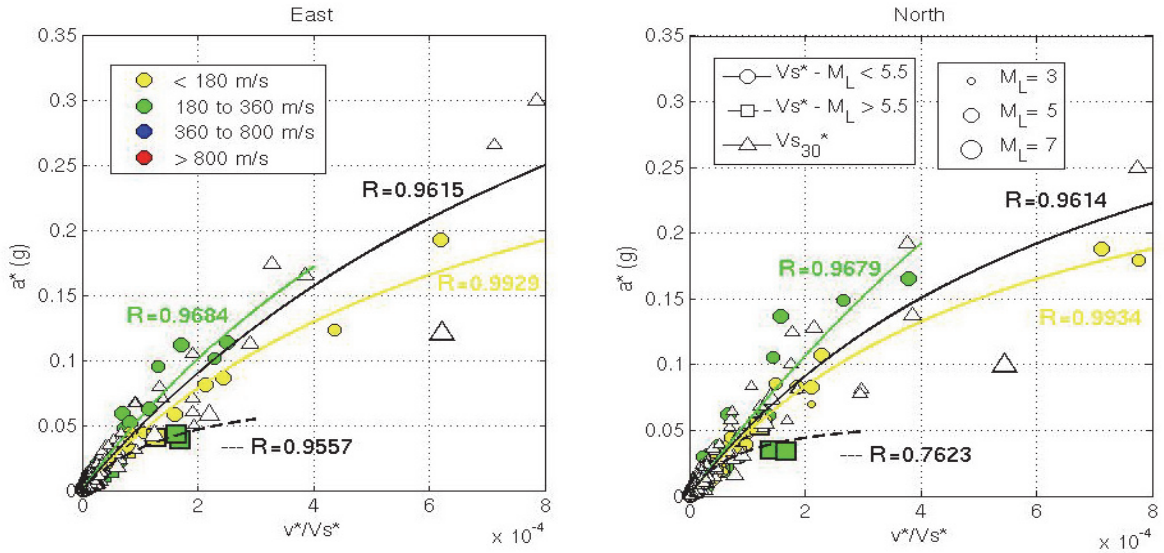 East
0.35
0.3
0.25
0.2
0.15
0.1
0.05
0
a* (g)
< 180 m/s
180 to 360 m/s
360 to 800 m/s
> 800 m/s
R=0.9615
R=0.9929
R=0.9684
--- R=0.9557
0 2 4 6 8
v*/Vs*
x 10⁻⁴
North
0.35
0.3
0.25
0.2
0.15
0.1
0.05
0
a* (g)
Vs* - M_L < 5.5
Vs* - M_L > 5.5
Vs₃₀*
M_L= 3
M_L= 5
M_L= 7
R=0.9614
R=0.9679
R=0.9934
--- R=0.7623
0 2 4 6 8
v*/Vs*
x 10⁻⁴